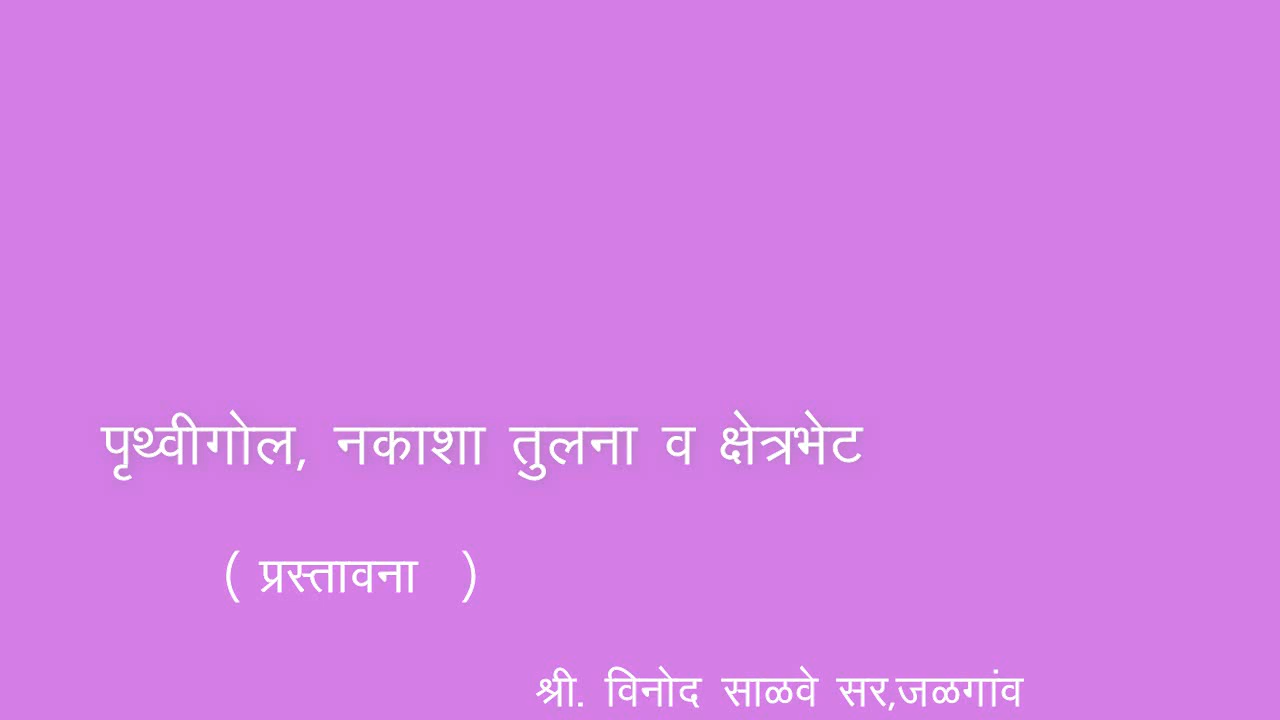 पृथ्वीगोल, नकाशा तुलना व क्षेत्रभेट
( प्रस्तावना )
श्री. विनोद साळवे सर,जळगांव